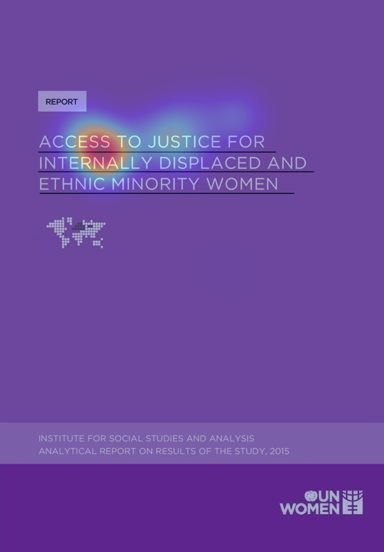 REPORT
ACCESS TO JUSTICE FOR
INTERNALLY DISPLACED AND
ETHNIC MINORITY WOMEN
INSTITUTE FOR SOCIAL STUDIES AND ANALYSIS
ANALYTICAL REPORT ON RESULTS OF THE STUDY, 2015
UN
WOMEN